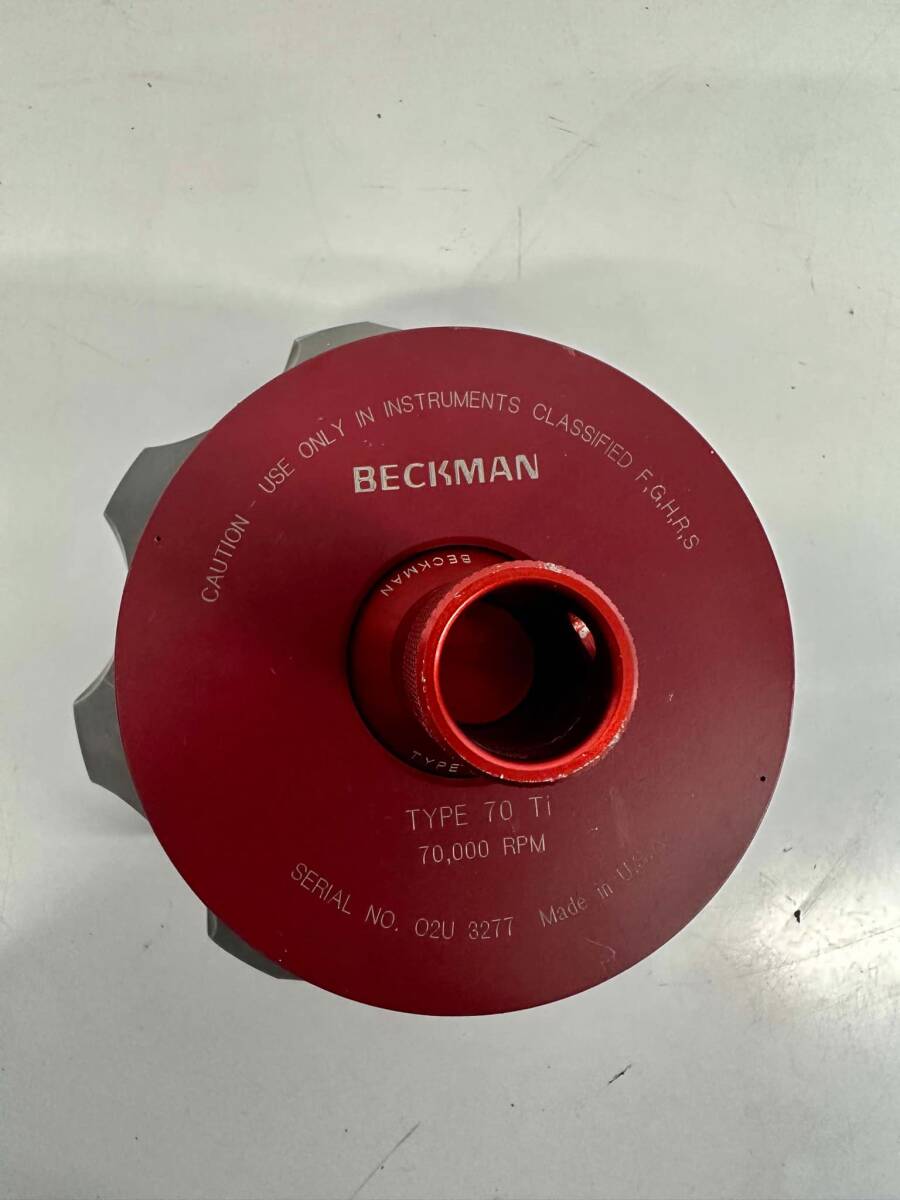 CAUTION - USE ONLY IN INSTRUMENTS CLASSIFIED F,G,H,R,S
BECKMAN
BECKMAN
TYPE
TYPE 70 Ti
70,000 RPM
SERIAL NO. 02U 3277 Made in U.S.A.